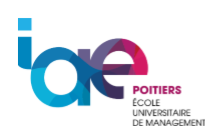 iae
POITIERS
ÉCOLE
UNIVERSITAIRE
DE MANAGEMENT